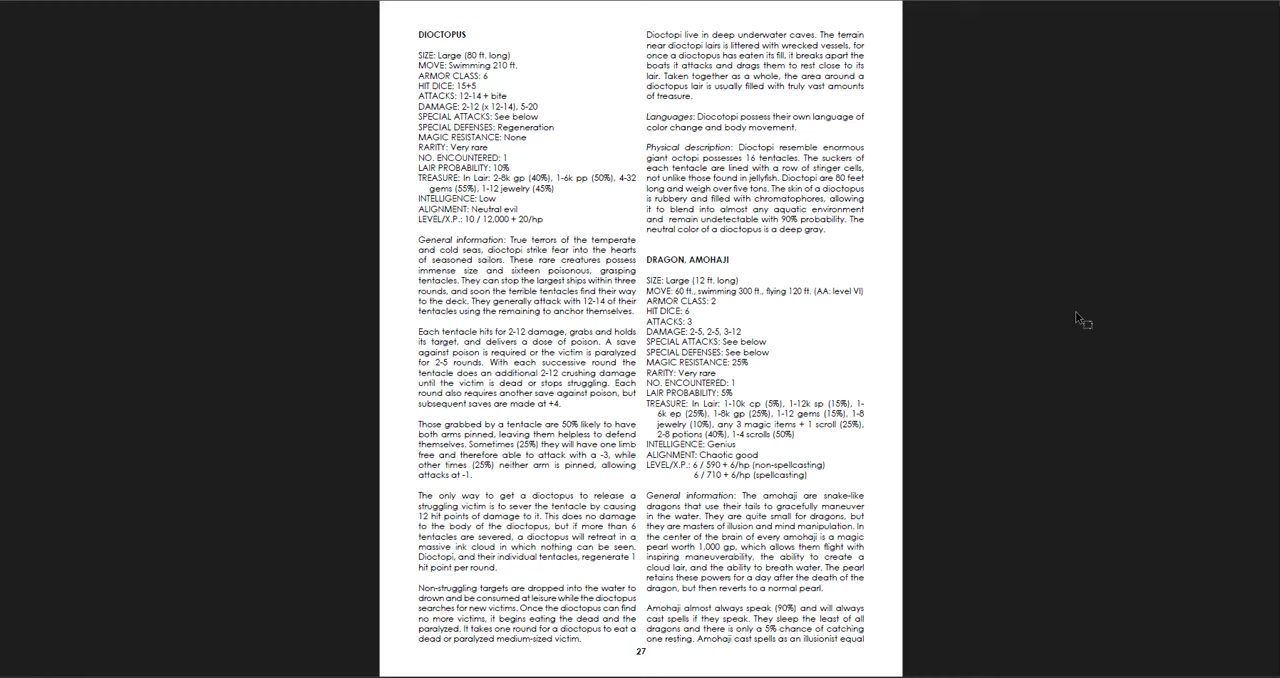 DIOCTOPUS
SIZE: Large (80 ft. long)
MOVE: Swimming 210 ft.
ARMOR CLASS: 6
HIT DICE: 15+5
ATTACKS: 12-14 + bite
DAMAGE: 2-12 (x 12-14), 5-20
SPECIAL ATTACKS: See below
SPECIAL DEFENSES: Regeneration
MAGIC RESISTANCE: None
RARITY: Very rare
NO. ENCOUNTERED: 1
LAIR PROBABILITY: 10%
TREASURE: In Lair: 2-8k gp (40%), 1-6k pp (50%), 4-32
gems (55%), 1-12 jewelry (45%)
INTELLIGENCE: Low
ALIGNMENT: Neutral evil
LEVEL/X.P.: 10 / 12,000 + 20/hp
General information: True terrors of the temperate
and cold seas, dioctopi strike fear into the hearts
of seasoned sailors. These rare creatures possess
immense size and sixteen poisonous, grasping
tentacles. They can stop the largest ships within three
rounds, and soon the terrible tentacles find their way
to the deck. They generally attack with 12-14 of their
tentacles using the remaining to anchor themselves.
Each tentacle hits for 2-12 damage, grabs and holds
its target, and delivers a dose of poison. A save
against poison is required or the victim is paralyzed
for 2-5 rounds. With each successive round the
tentacle does an additional 2-12 crushing damage
until the victim is dead or stops struggling. Each
round also requires another save against poison, but
subsequent saves are made at +4.
Those grabbed by a tentacle are 50% likely to have
both arms pinned, leaving them helpless to defend
themselves. Sometimes (25%) they will have one limb
free and therefore able to attack with a -3, while
other times (25%) neither arm is pinned, allowing
attacks at -1.
The only way to get a dioctopus to release a
struggling victim is to sever the tentacle by causing
12 hit points of damage to it. This does no damage
to the body of the dioctopus, but if more than 6
tentacles are severed, a dioctopus will retreat in a
massive ink cloud in which nothing can be seen.
Dioctopi, and their individual tentacles, regenerate 1
hit point per round.
Non-struggling targets are dropped into the water to
drown and be consumed at leisure while the dioctopus
searches for new victims. Once the dioctopus can find
no more victims, it begins eating the dead and the
paralyzed. It takes one round for a dioctopus to eat a
dead or paralyzed medium-sized victim.
Dioctopi live in deep underwater caves. The terrain
near dioctopi lairs is littered with wrecked vessels, for
once a dioctopus has eaten its fill, it breaks apart the
boats it attacks and drags them to rest close to its
lair. Taken together as a whole, the area around a
dioctopus lair is usually filled with truly vast amounts
of treasure.
Languages: Diocotopi possess their own language of
color change and body movement.
Physical description: Dioctopi resemble enormous
giant octopi possesses 16 tentacles. The suckers of
each tentacle are lined with a row of stinger cells,
not unlike those found in jellyfish. Dioctopi are 80 feet
long and weigh over five tons. The skin of a dioctopus
is rubbery and filled with chromatophores, allowing
it to blend into almost any aquatic environment
and remain undetectable with 90% probability. The
neutral color of a dioctopus is a deep gray.
DRAGON, AMOHAJI
SIZE: Large (12 ft. long)
MOVE: 60 ft., swimming 300 ft., flying 120 ft. (AA: level VI)
ARMOR CLASS: 2
HIT DICE: 6
ATTACKS: 3
DAMAGE: 2-5, 2-5, 3-12
SPECIAL ATTACKS: See below
SPECIAL DEFENSES: See below
MAGIC RESISTANCE: 25%
RARITY: Very rare
NO. ENCOUNTERED: 1
LAIR PROBABILITY: 5%
TREASURE: In Lair: 1-10k cp (5%), 1-12k sp (15%), 1-
6k ep (25%), 1-8k gp (25%), 1-12 gems (15%), 1-8
jewelry (10%), any 3 magic items + 1 scroll (25%),
2-8 potions (40%), 1-4 scrolls (50%)
INTELLIGENCE: Genius
ALIGNMENT: Chaotic good
LEVEL/X.P.: 6 / 590 + 6/hp (non-spellcasting)
6 / 710 + 6/hp (spellcasting)
General information: The amohaji are snake-like
dragons that use their tails to gracefully maneuver
in the water. They are quite small for dragons, but
they are masters of illusion and mind manipulation. In
the center of the brain of every amohaji is a magic
pearl worth 1,000 gp, which allows them flight with
inspiring maneuverability, the ability to create a
cloud lair, and the ability to breath water. The pearl
retains these powers for a day after the death of the
dragon, but then reverts to a normal pearl.
Amohaji almost always speak (90%) and will always
cast spells if they speak. They sleep the least of all
dragons and there is only a 5% chance of catching
one resting. Amohaji cast spells as an illusionist equal
27